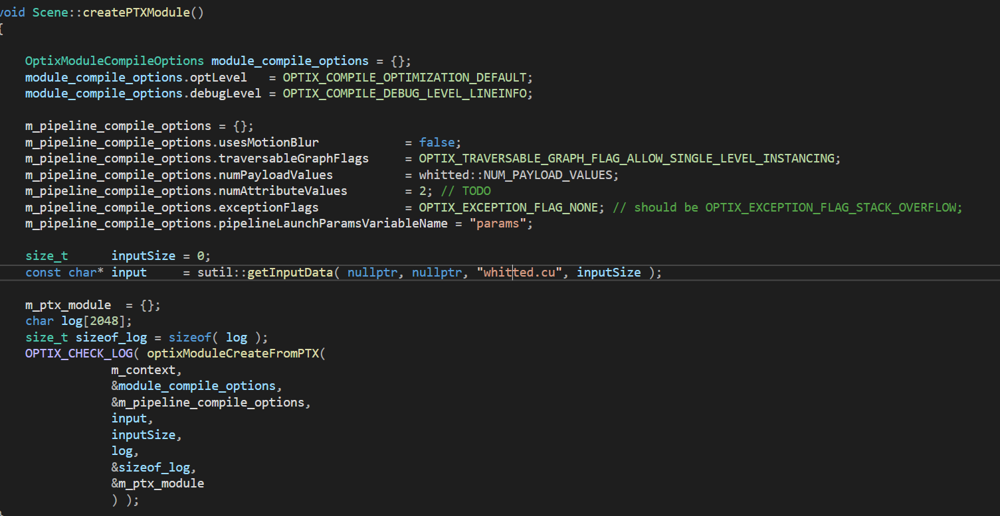 void Scene::createPTXModule()
{
OptixModuleCompileOptions module_compile_options = {};
module_compile_options.optLevel   = OPTIX_COMPILE_OPTIMIZATION_DEFAULT;
module_compile_options.debugLevel = OPTIX_COMPILE_DEBUG_LEVEL_LINEINFO;
m_pipeline_compile_options = {};
m_pipeline_compile_options.usesMotionBlur            = false;
m_pipeline_compile_options.traversableGraphFlags     = OPTIX_TRAVERSABLE_GRAPH_FLAG_ALLOW_SINGLE_LEVEL_INSTANCING;
m_pipeline_compile_options.numPayloadValues          = whitted::NUM_PAYLOAD_VALUES;
m_pipeline_compile_options.numAttributeValues        = 2; // TODO
m_pipeline_compile_options.exceptionFlags            = OPTIX_EXCEPTION_FLAG_NONE; // should be OPTIX_EXCEPTION_FLAG_STACK_OVERFLOW;
m_pipeline_compile_options.pipelineLaunchParamsVariableName = "params";
size_t      inputSize = 0;
const char* input     = sutil::getInputData( nullptr, nullptr, "whitted.cu", inputSize );
m_ptx_module  = {};
char log[2048];
size_t sizeof_log = sizeof( log );
OPTIX_CHECK_LOG( optixModuleCreateFromPTX(
m_context,
&module_compile_options,
&m_pipeline_compile_options,
input,
inputSize,
log,
&sizeof_log,
&m_ptx_module
) );
}